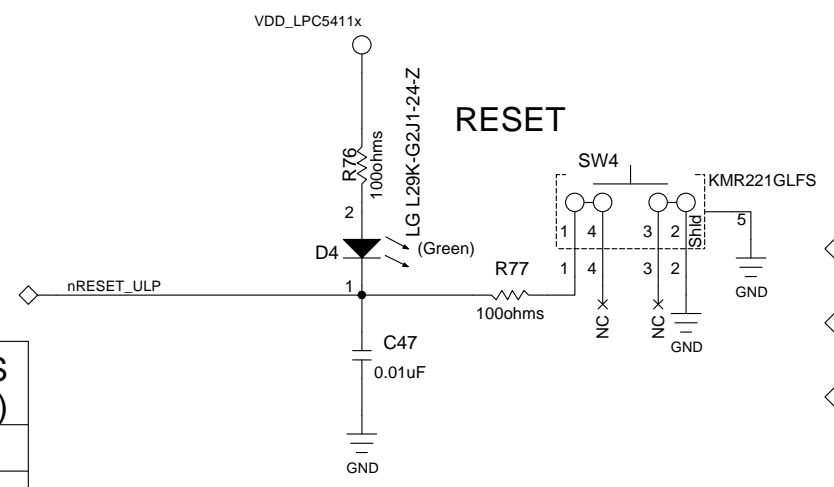 VDD_LPC5411x
RESET
R76
100ohms
LG L29K-G2J1-24-Z
SW4
KMR221GLFS
1 4 3 2
Shld
5
2
D4
(Green)
1
R77
100ohms
1 4 3 2
NC
NC
GND
GND
nRESET_ULP
C47
0.01uF
GND
S
)